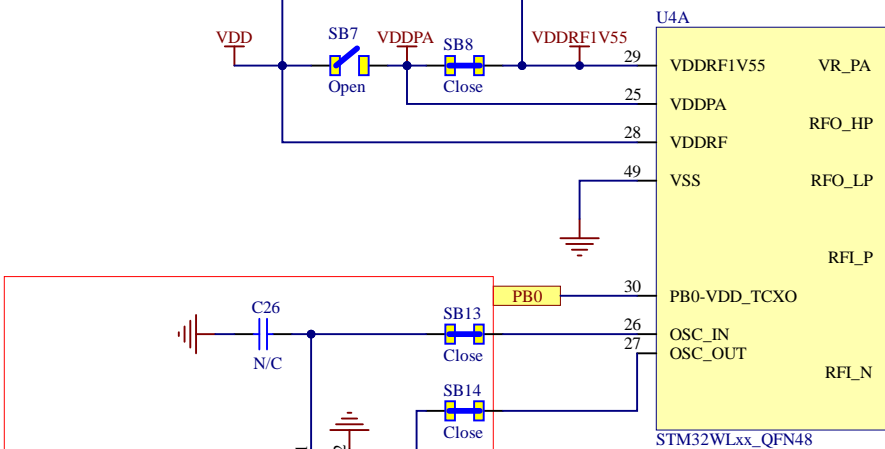 U4A
VDD
SB7
VDDPA
SB8
VDDRF1V55
Open
Close
29
VDDRF1V55
VR_PA
25
VDDPA
RFO_HP
28
VDDRF
49
VSS
RFO_LP
RFI_P
PB0
30
PB0-VDD_TCXO
C26
N/C
SB13
Close
26
OSC_IN
27
OSC_OUT
RFI_N
SB14
Close
STM32WLxx_QFN48